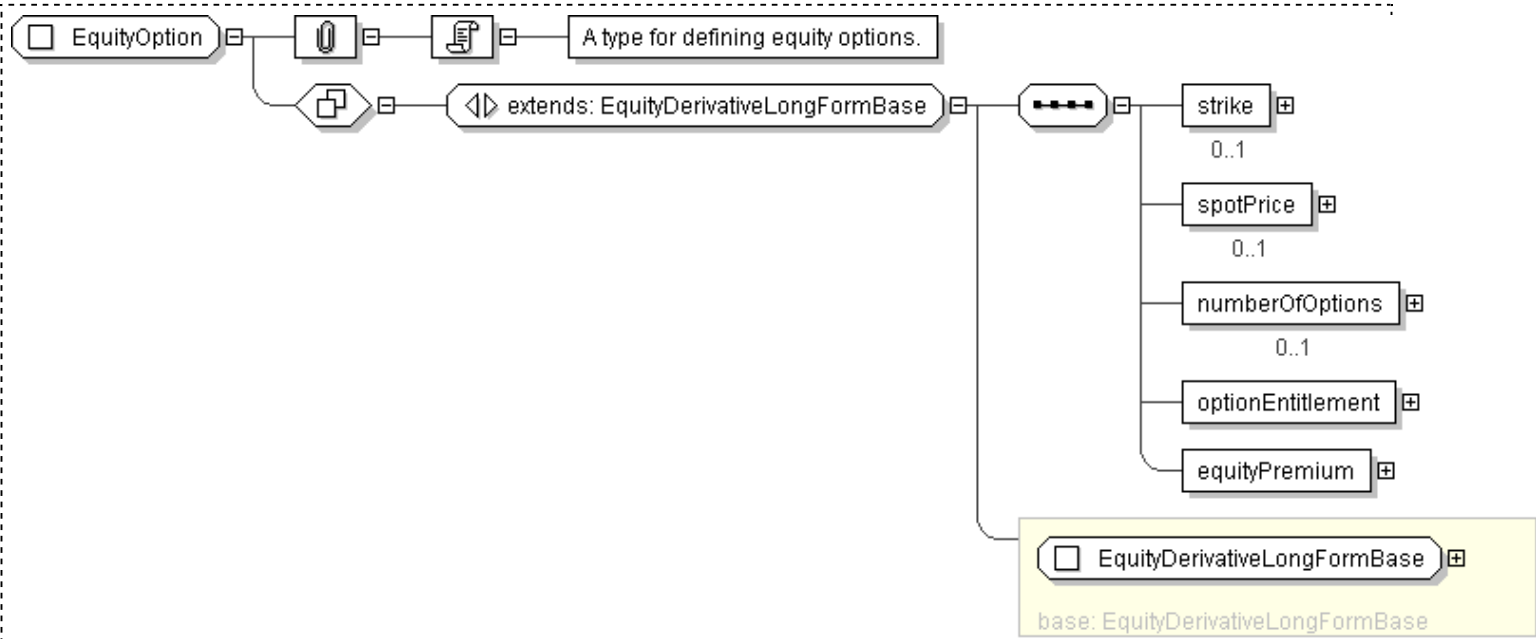 EquityOption
A type for defining equity options.
extends: EquityDerivativeLongFormBase
strike
0..1
spotPrice
0..1
numberOfOptions
0..1
optionEntitlement
equityPremium
EquityDerivativeLongFormBase
base: EquityDerivativeLongFormBase